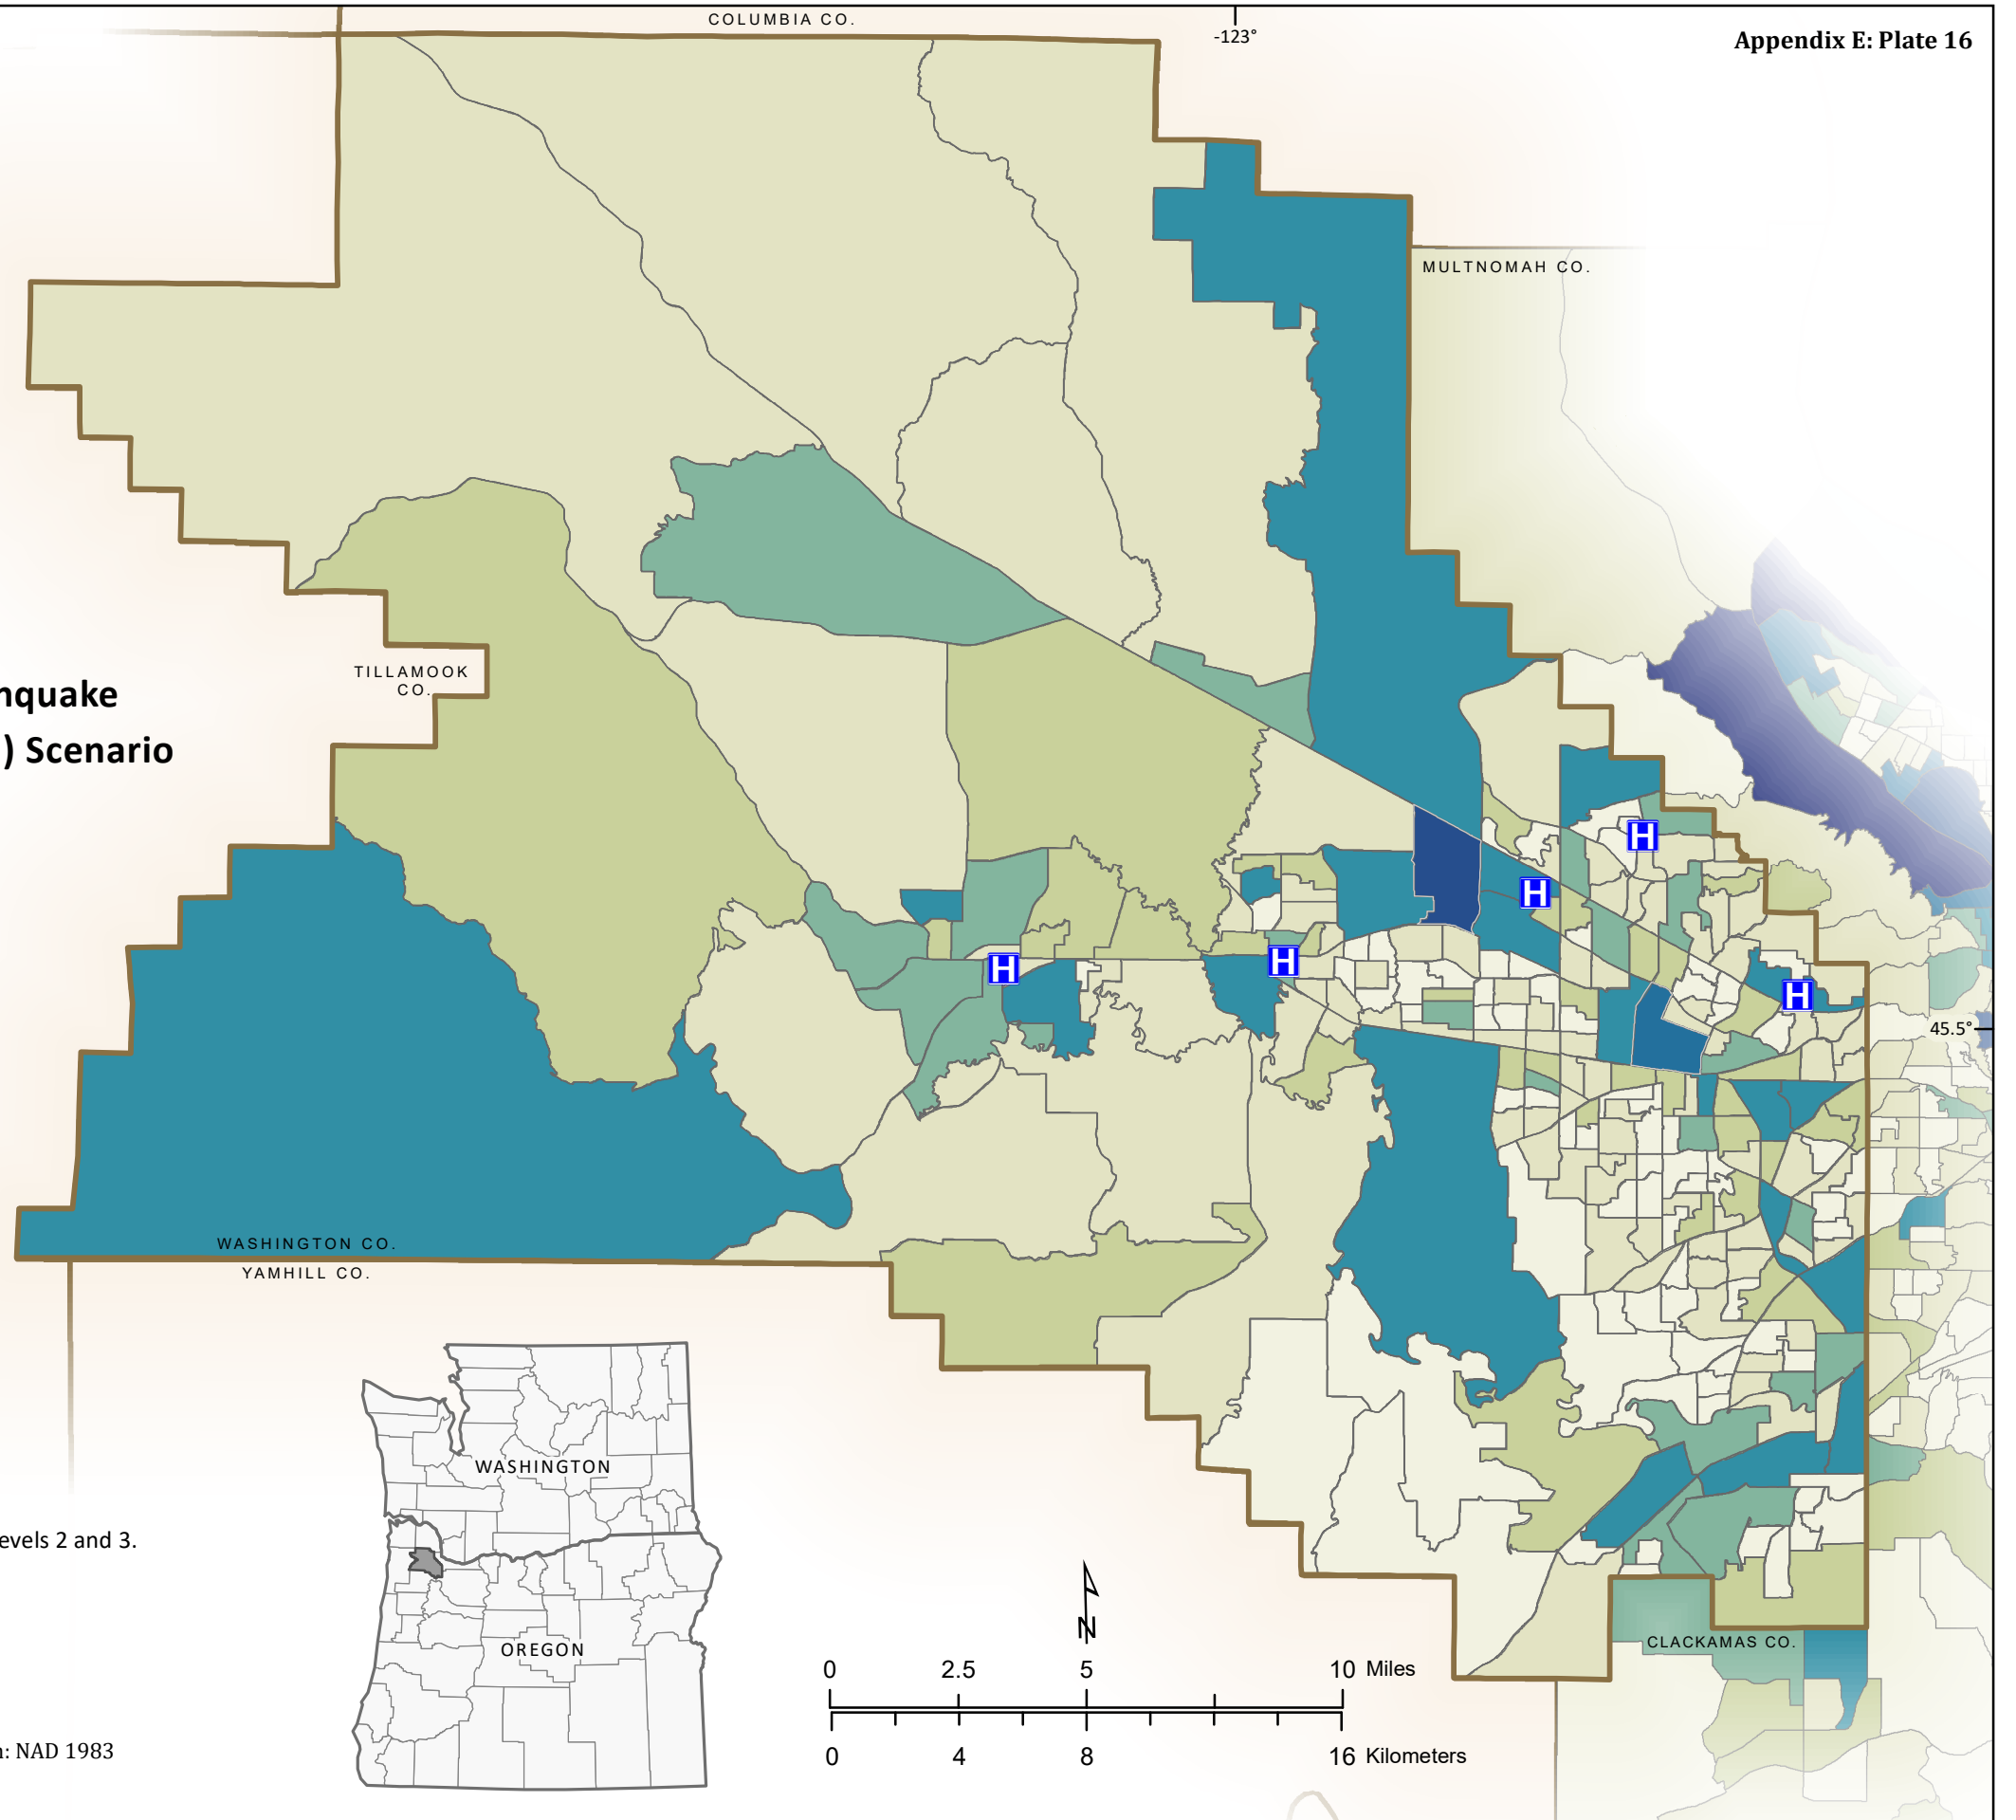 COLUMBIA CO.
-123°
Appendix E: Plate 16
MULTNOMAH CO.
TILLAMOOK
CO.
hquake
) Scenario
H
H
H
H
H
45.5°
WASHINGTON CO.
YAMHILL CO.
WASHINGTON
evels 2 and 3.
OREGON
N
CLACKAMAS CO.
0 2.5 5 10 Miles
0 4 8 16 Kilometers
n: NAD 1983